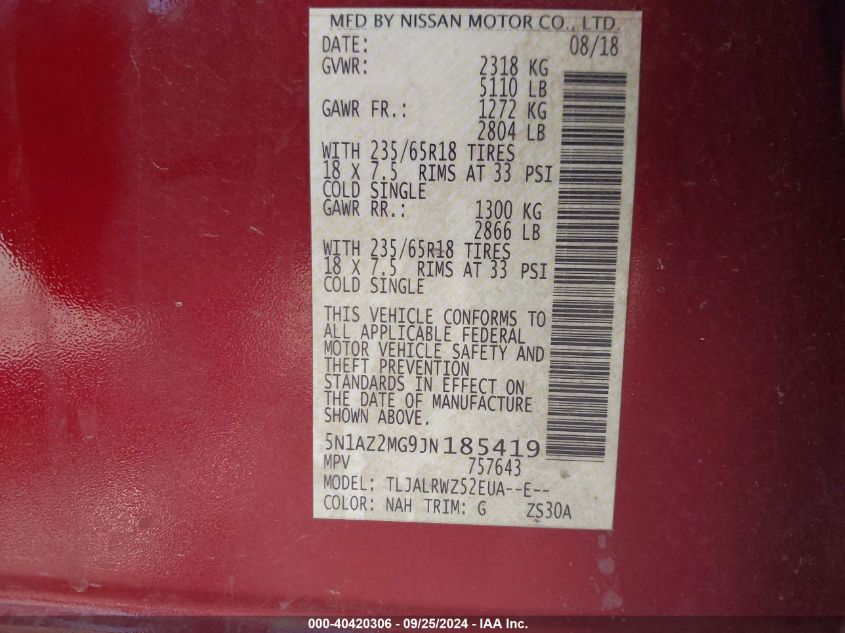 MFD BY NISSAN MOTOR CO., LTD.
DATE: 08/18
GVWR: 2318 KG
5110 LB
GAWR FR.: 1272 KG
2804 LB
WITH 235/65R18 TIRES
18 X 7.5 RIMS AT 33 PSI
COLD SINGLE
GAWR RR.: 1300 KG
2866 LB
WITH 235/65R18 TIRES
18 X 7.5 RIMS AT 33 PSI
COLD SINGLE
THIS VEHICLE CONFORMS TO
ALL APPLICABLE FEDERAL
MOTOR VEHICLE SAFETY AND
THEFT PREVENTION
STANDARDS IN EFFECT ON
THE DATE OF MANUFACTURE
SHOWN ABOVE.
5N1AZ2MG9JN185419
MPV 757643
MODEL: TLJALRWZ52EUA--E--
COLOR: NAH TRIM: G ZS30A
000-40420306 - 09/25/2024 - IAA Inc.